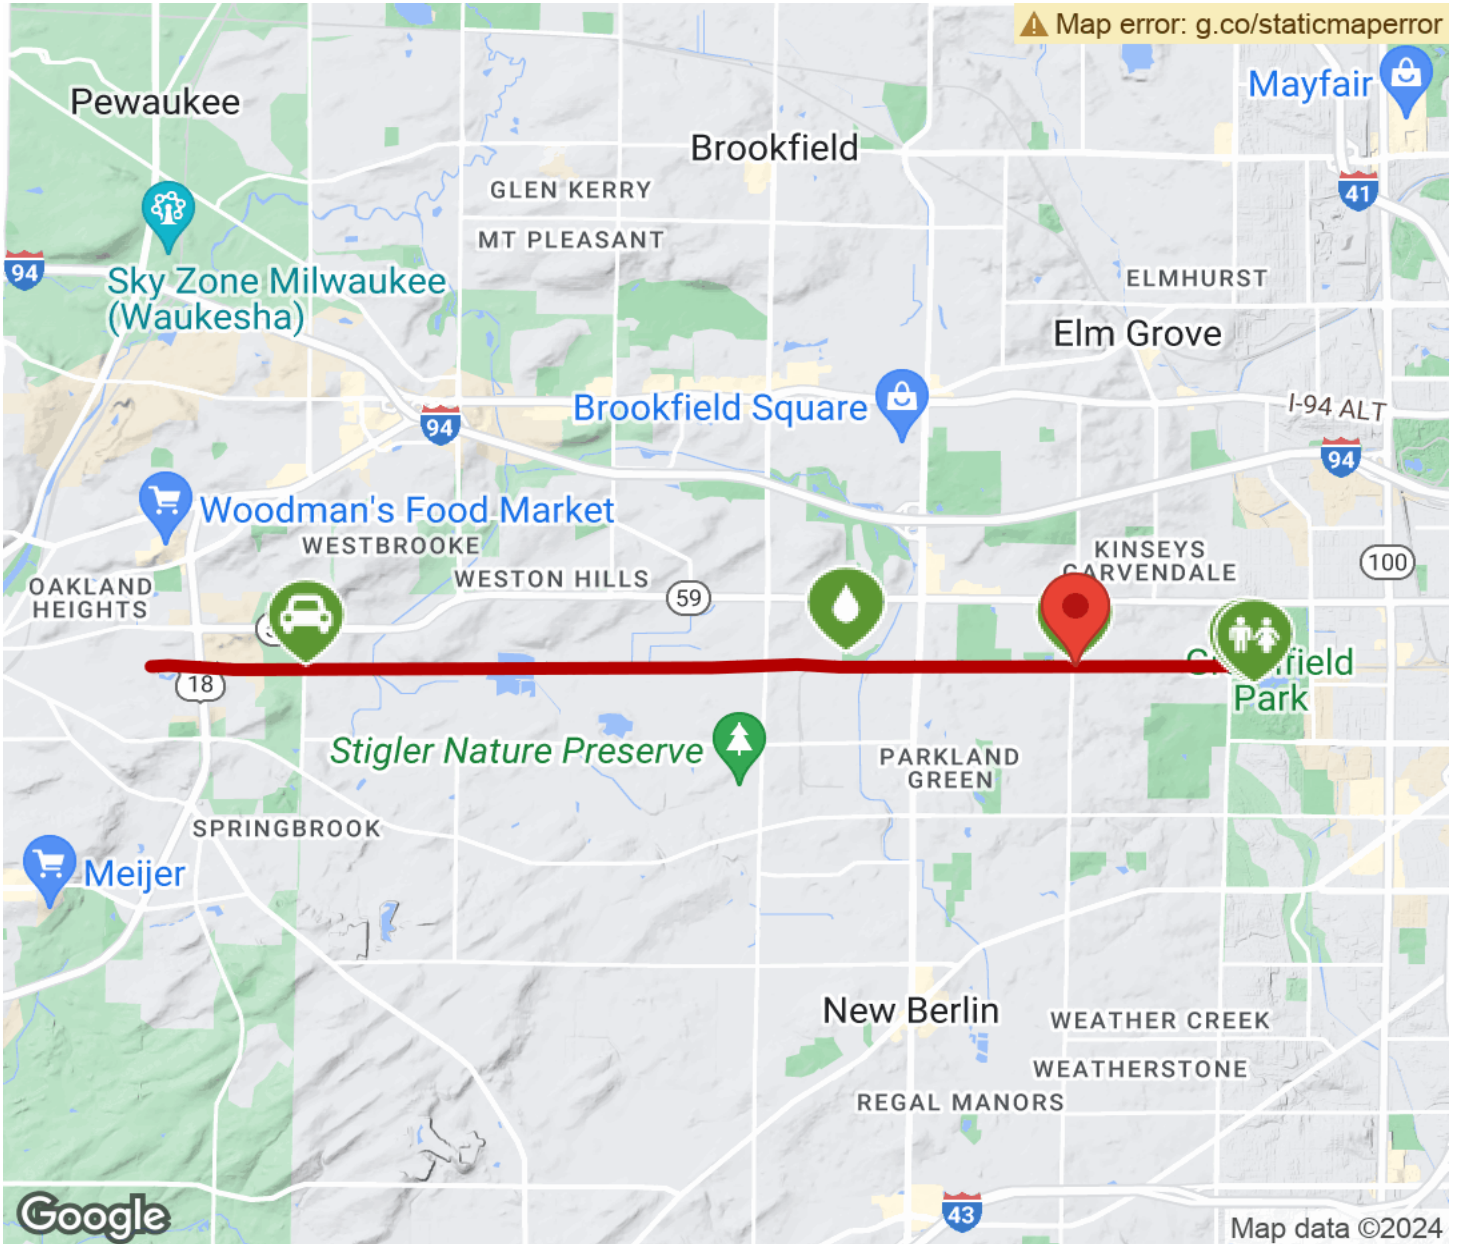 Map error: g.co/staticmaperror
Mayfair
Pewaukee
Brookfield
41
GLEN KERRY
MT PLEASANT
94
Sky Zone Milwaukee
(Waukesha)
ELMHURST
Elm Grove
Brookfield Square
I-94 ALT
94
94
Woodman's Food Market
WESTBROOKE
KINSEYS
GARVENDALE
100
OAKLAND
HEIGHTS
WESTON HILLS
59
18
Park
Stigler Nature Preserve
PARKLAND
GREEN
SPRINGBROOK
Meijer
New Berlin
WEATHER CREEK
WEATHERSTONE
REGAL MANORS
43
Google
Map data ©2024